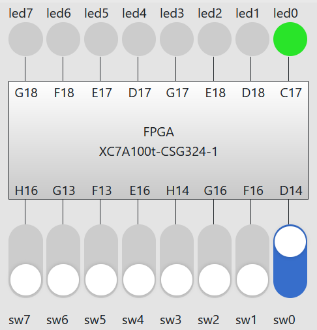 led7 led6 led5 led4 led3 led2 led1 led0
G18 F18 E17 D17 G17 E18 D18 C17
FPGA
XC7A100t-CSG324-1
H16 G13 F13 E16 H14 G16 F16 D14
sw7 sw6 sw5 sw4 sw3 sw2 sw1 sw0